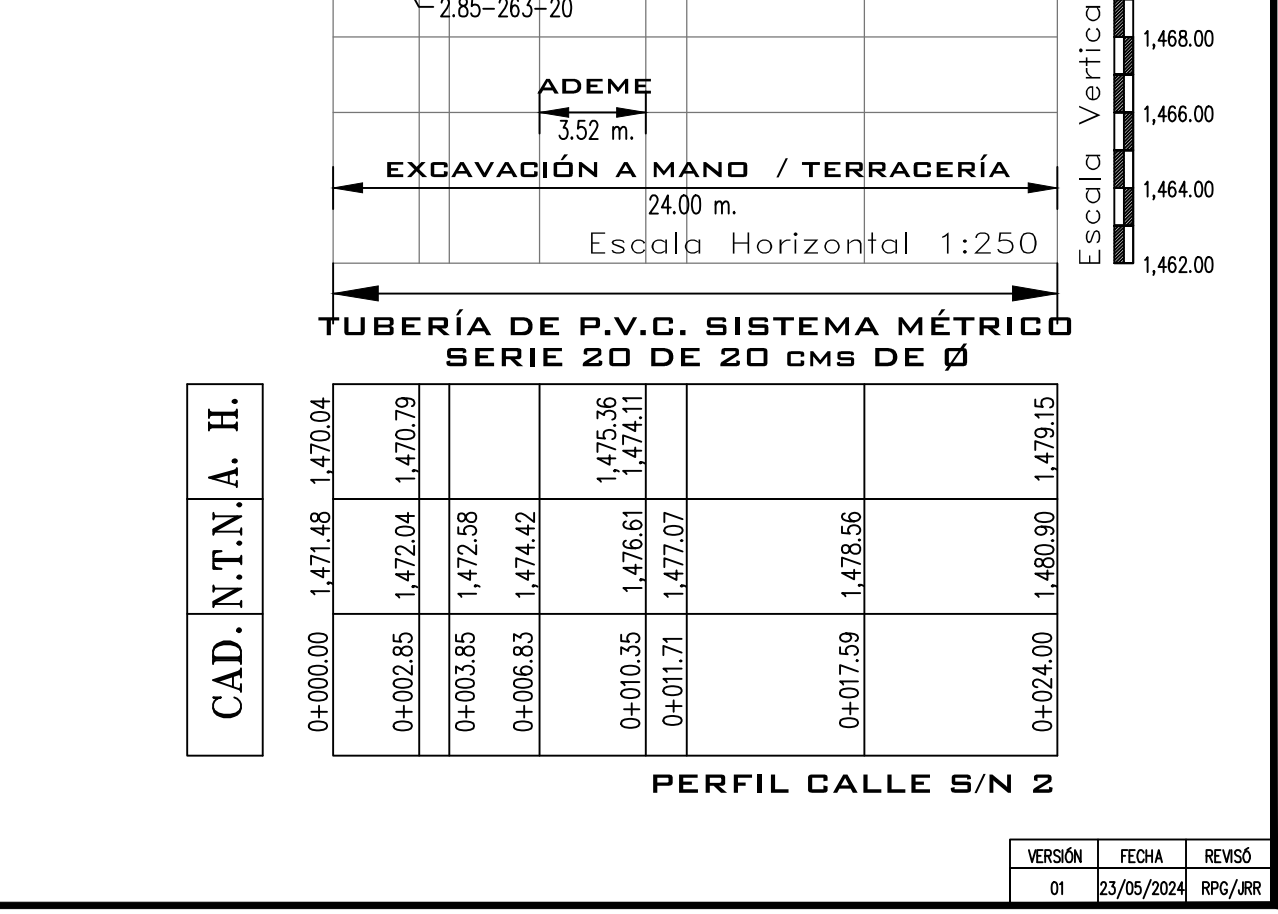 2.85-263-20
1,468.00
ADEME
3.52 m.
1,466.00
EXCAVACIÓN A MANO / TERRACERÍA
24.00 m.
1,464.00
Escala Horizontal 1:250
Escala Vertica
1,462.00
TUBERÍA DE P.V.C. SISTEMA MÉTRICO
SERIE 20 DE 20 CMS DE Ø
A. H. 1,470.04 1,470.79 1,475.36 1,474.11 1,479.15
N.T.N. 1,471.48 1,472.04 1,472.58 1,474.42 1,476.61 1,477.07 1,478.56 1,480.90
CAD. 0+000.00 0+002.85 0+003.85 0+006.83 0+010.35 0+011.71 0+017.59 0+024.00
PERFIL CALLE S/N 2
VERSIÓN FECHA REVISÓ
01 23/05/2024 RPG/JRR